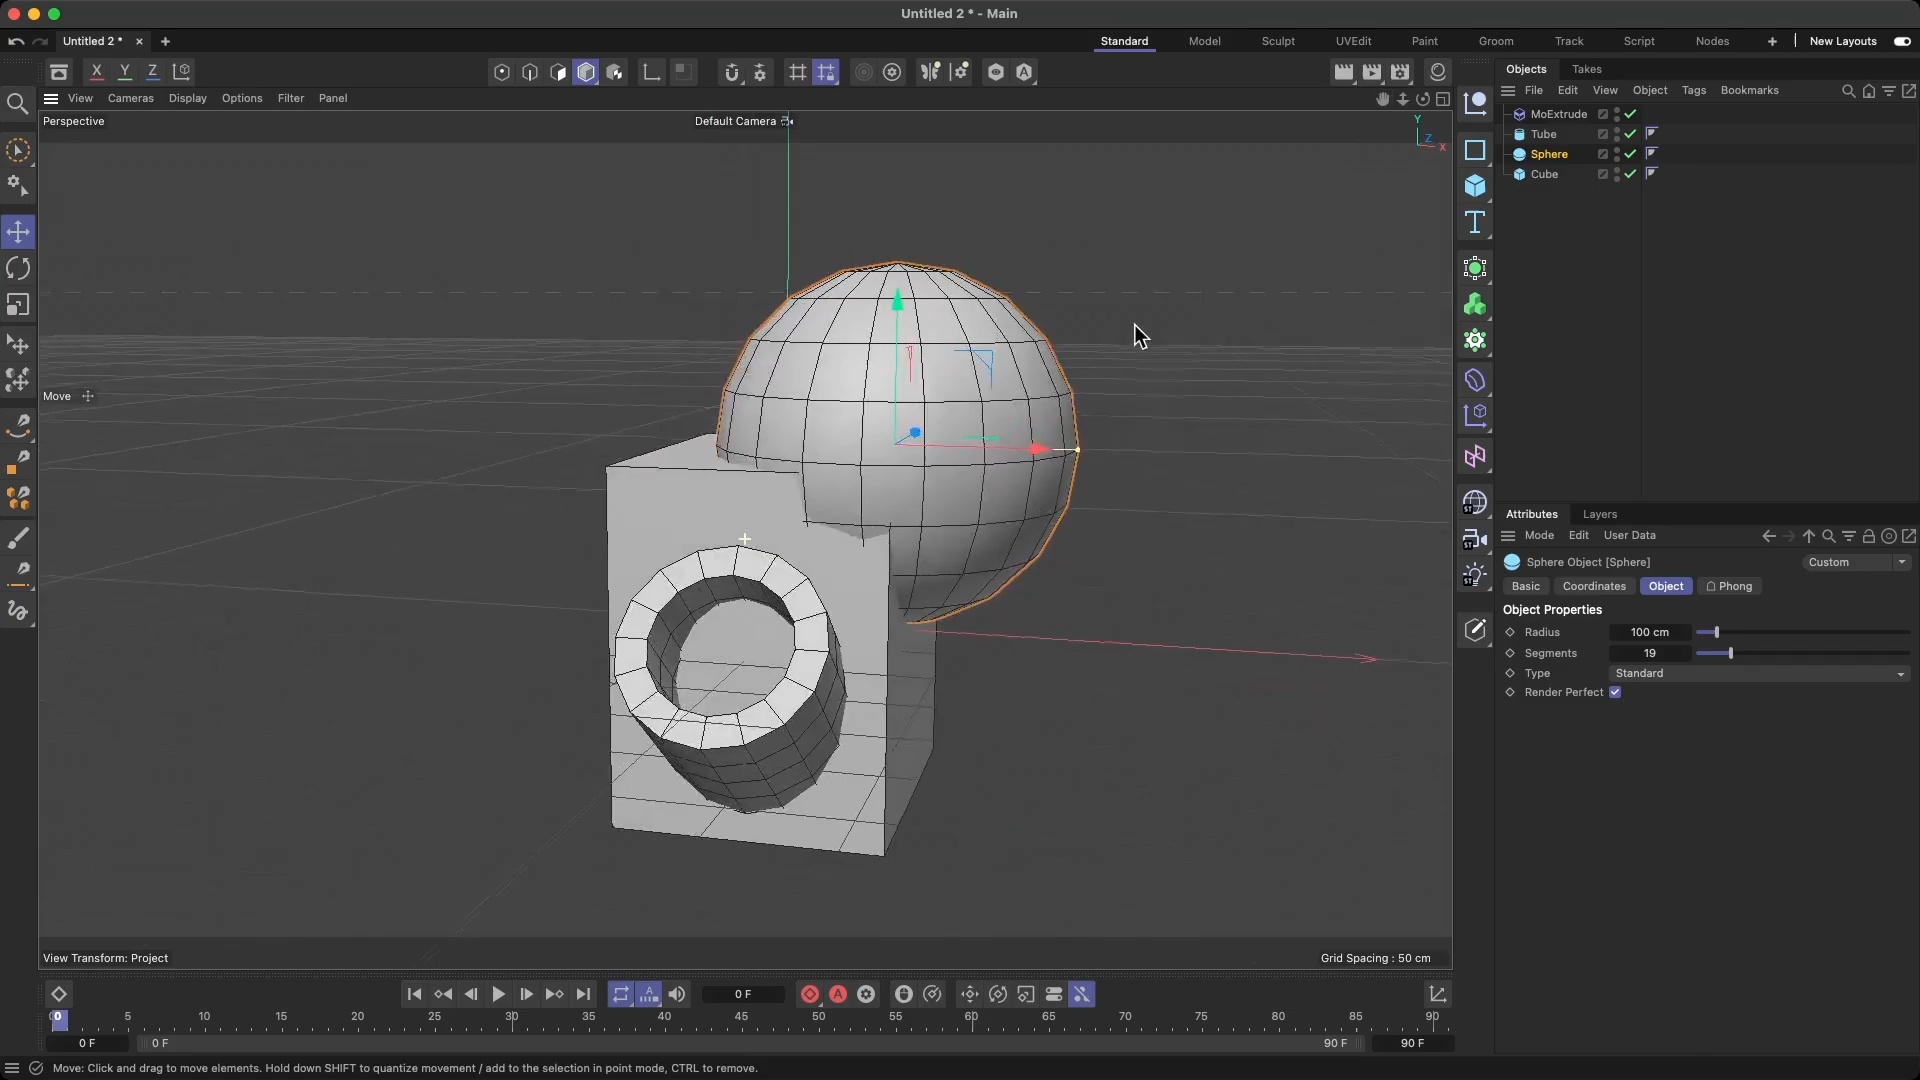 Untitled 2 * - Main
Untitled 2 * × +
Standard Model Sculpt UVEdit Paint Groom Track Script Nodes + New Layouts
X Y Z
Objects Takes
View Cameras Display Options Filter Panel
File Edit View Object Tags Bookmarks
Perspective
Default Camera
Y
Z
X
MoExtrude
Tube
Sphere
Cube
Move
Attributes Layers
Mode Edit User Data
Sphere Object [Sphere]
Custom
Basic Coordinates Object Phong
Object Properties
Radius 100 cm
Segments 19
Type Standard
Render Perfect
View Transform: Project
Grid Spacing : 50 cm
0 F
0 5 10 15 20 25 30 35 40 45 50 55 60 65 70 75 80 85 90
0 F 0 F 90 F 90 F
Move: Click and drag to move elements. Hold down SHIFT to quantize movement / add to the selection in point mode, CTRL to remove.